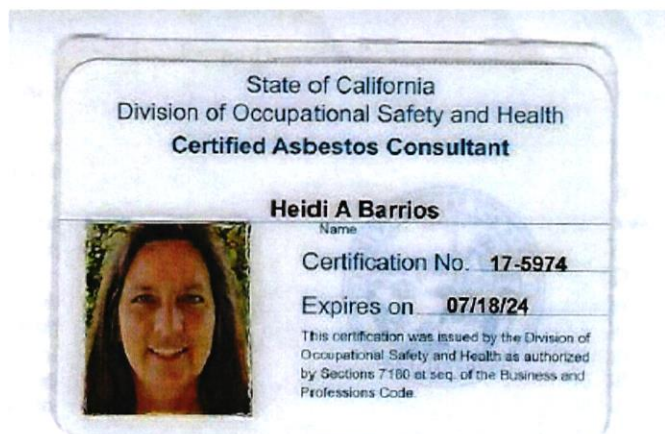 State of California
Division of Occupational Safety and Health
Certified Asbestos Consultant
Heidi A Barrios
Name
Certification No. 17-5974
Expires on 07/18/24
This certification was issued by the Division of
Occupational Safety and Health as authorized
by Sections 7180 et seq. of the Business and
Professions Code.